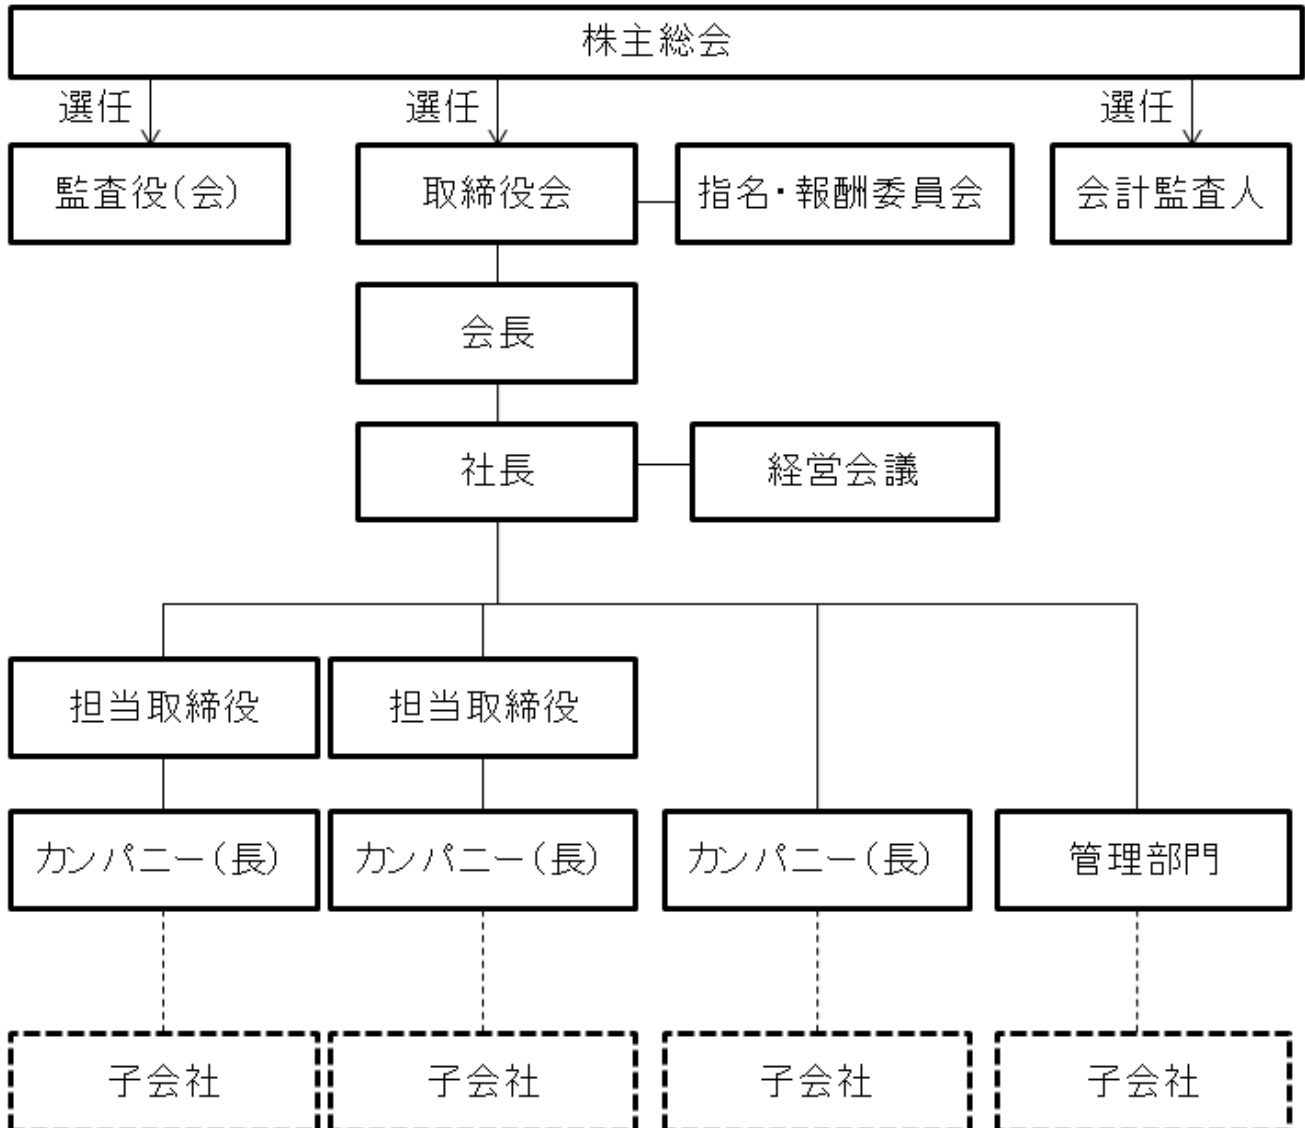 株主総会
選任
選任
選任
監査役(会)
取締役会
指名・報酬委員会
会計監査人
会長
社長
経営会議
担当取締役
担当取締役
カンパニー(長)
カンパニー(長)
カンパニー(長)
管理部門
子会社
子会社
子会社
子会社